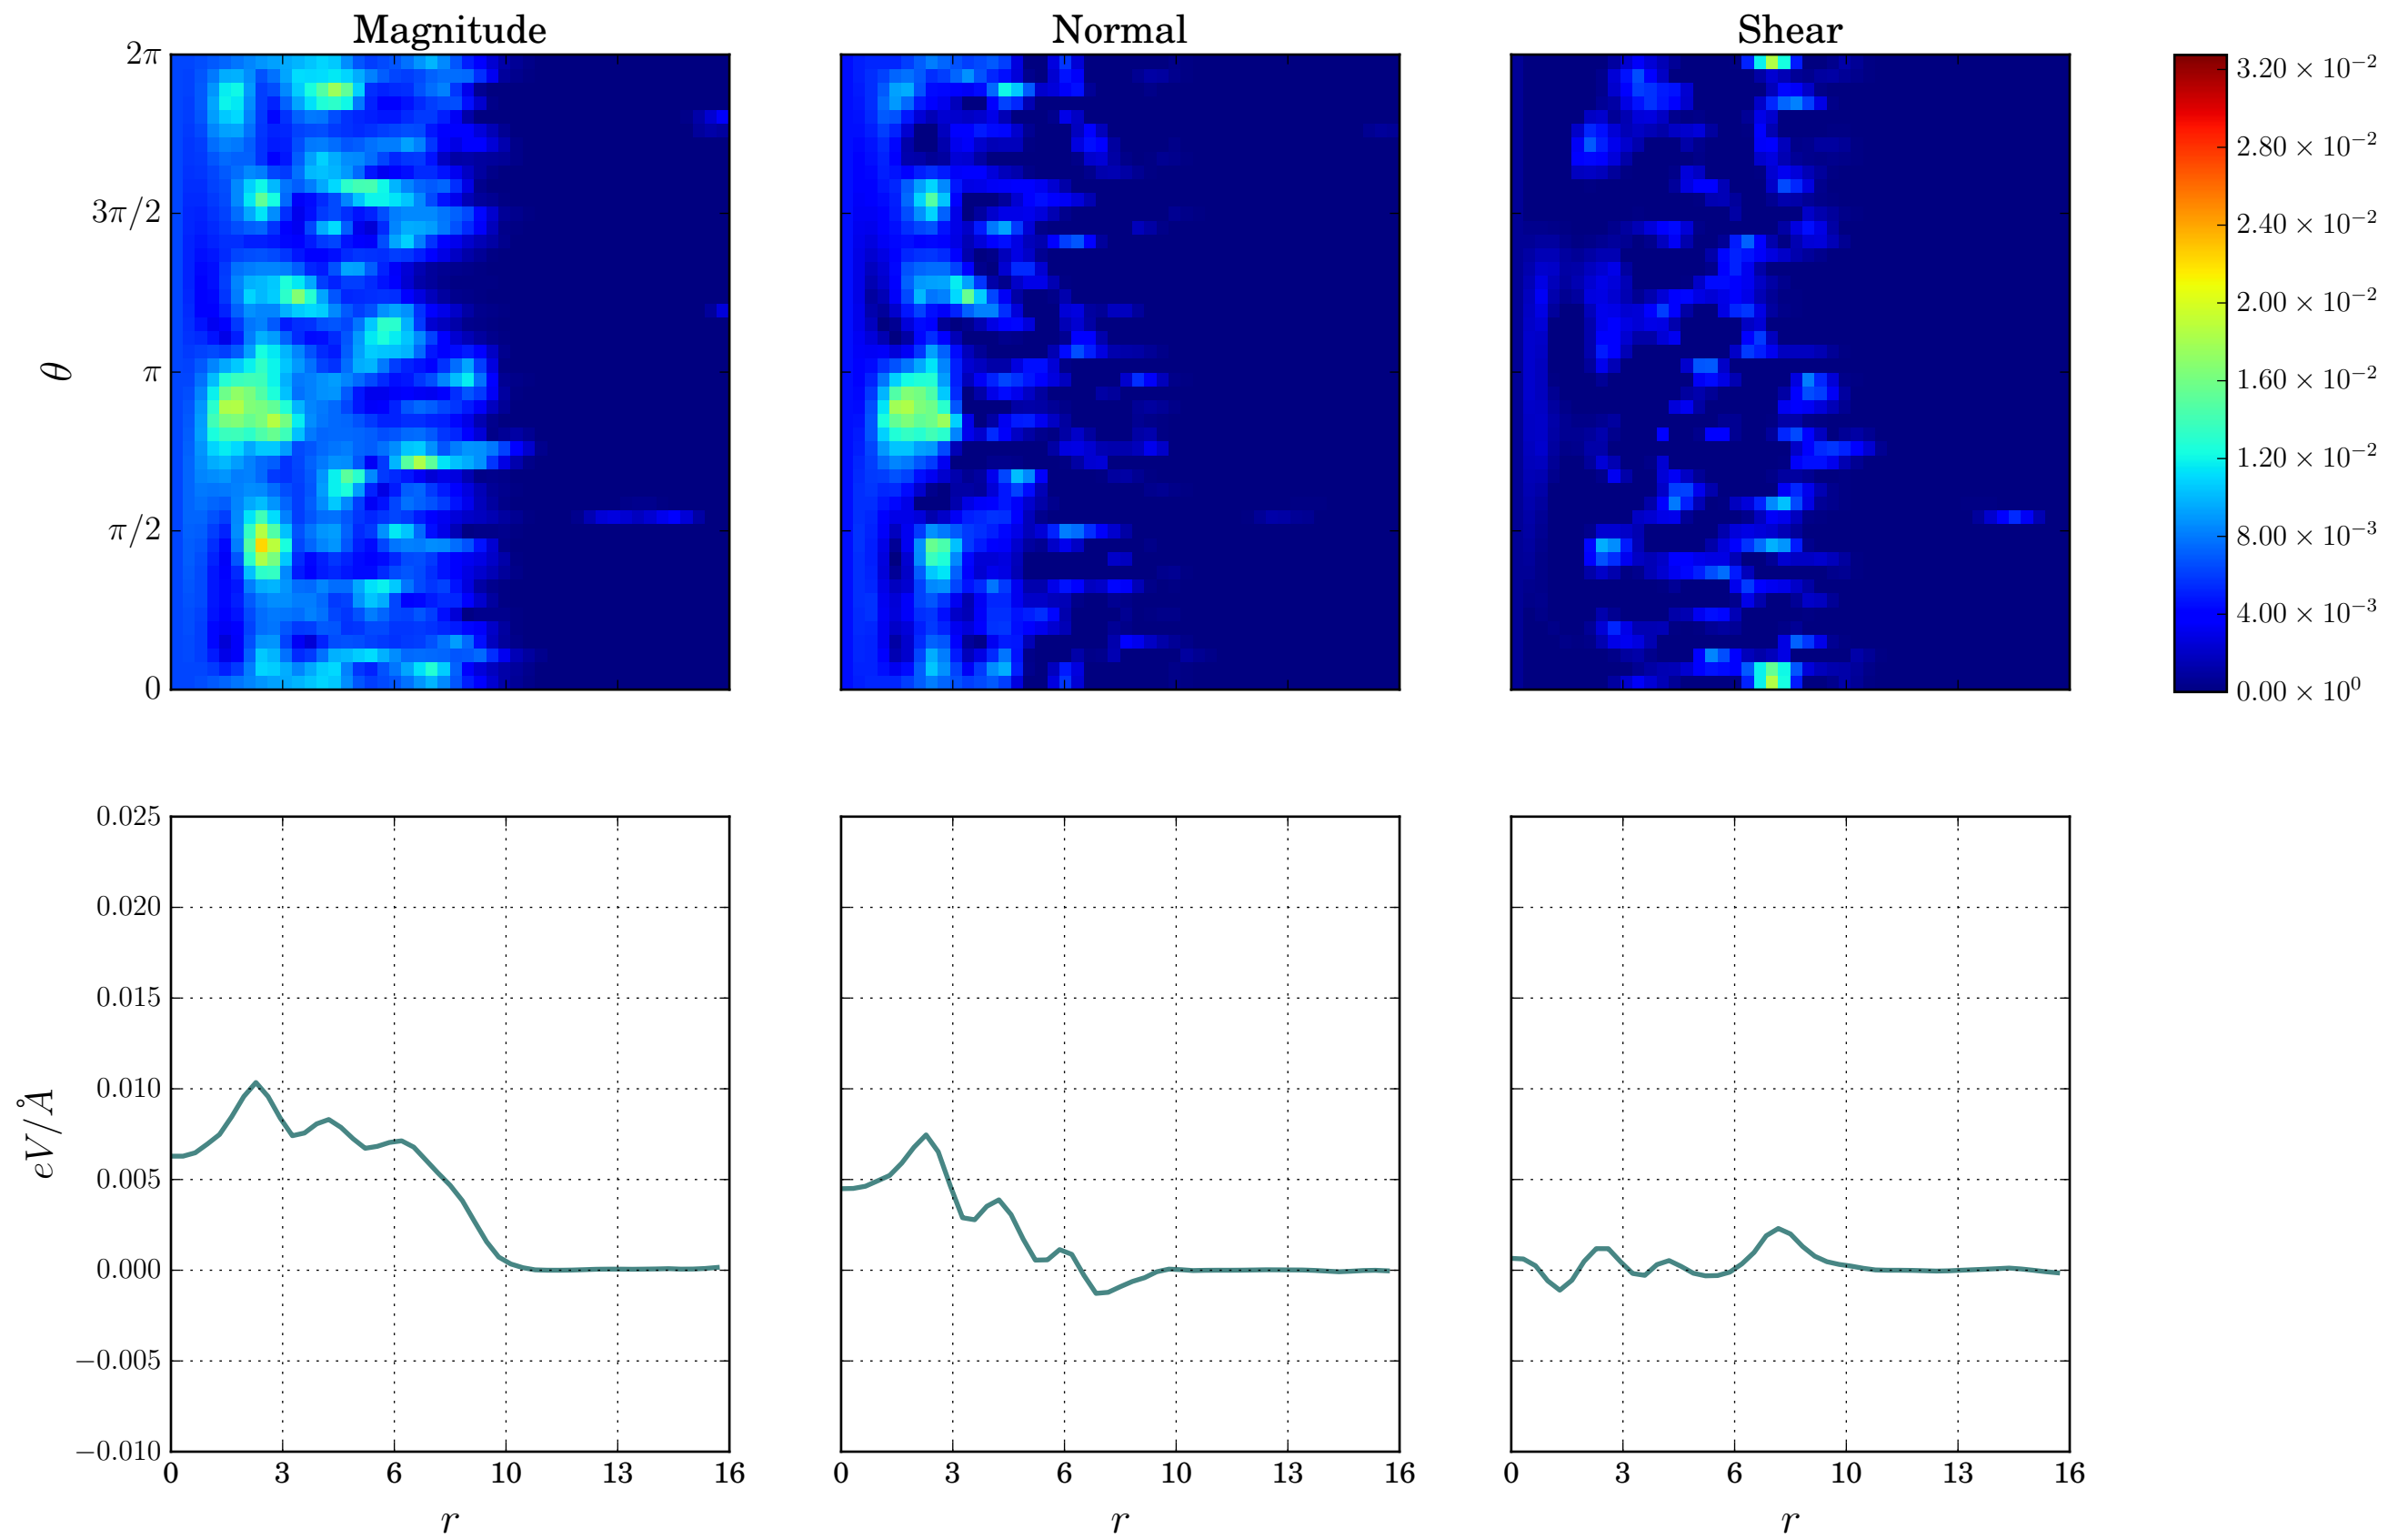 Magnitude
Normal
Shear
2π
3π/2
π
π/2
0
θ
3.20 × 10⁻²
2.80 × 10⁻²
2.40 × 10⁻²
2.00 × 10⁻²
1.60 × 10⁻²
1.20 × 10⁻²
8.00 × 10⁻³
4.00 × 10⁻³
0.00 × 10⁰
0.025
0.020
0.015
0.010
0.005
0.000
−0.005
−0.010
eV/Å
0 3 6 10 13 16
0 3 6 10 13 16
0 3 6 10 13 16
r
r
r